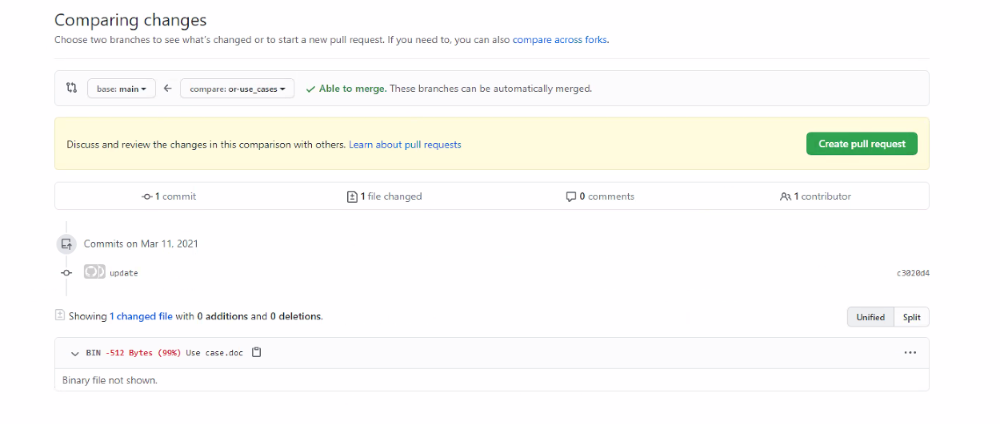 Comparing changes
Choose two branches to see what's changed or to start a new pull request. If you need to, you can also compare across forks.
base: main compare: or-use_cases Able to merge. These branches can be automatically merged.
Discuss and review the changes in this comparison with others. Learn about pull requests Create pull request
1 commit 1 file changed 0 comments 1 contributor
Commits on Mar 11, 2021
update c3020d4
Showing 1 changed file with 0 additions and 0 deletions. Unified Split
BIN -512 Bytes (99%) Use case.doc
Binary file not shown.